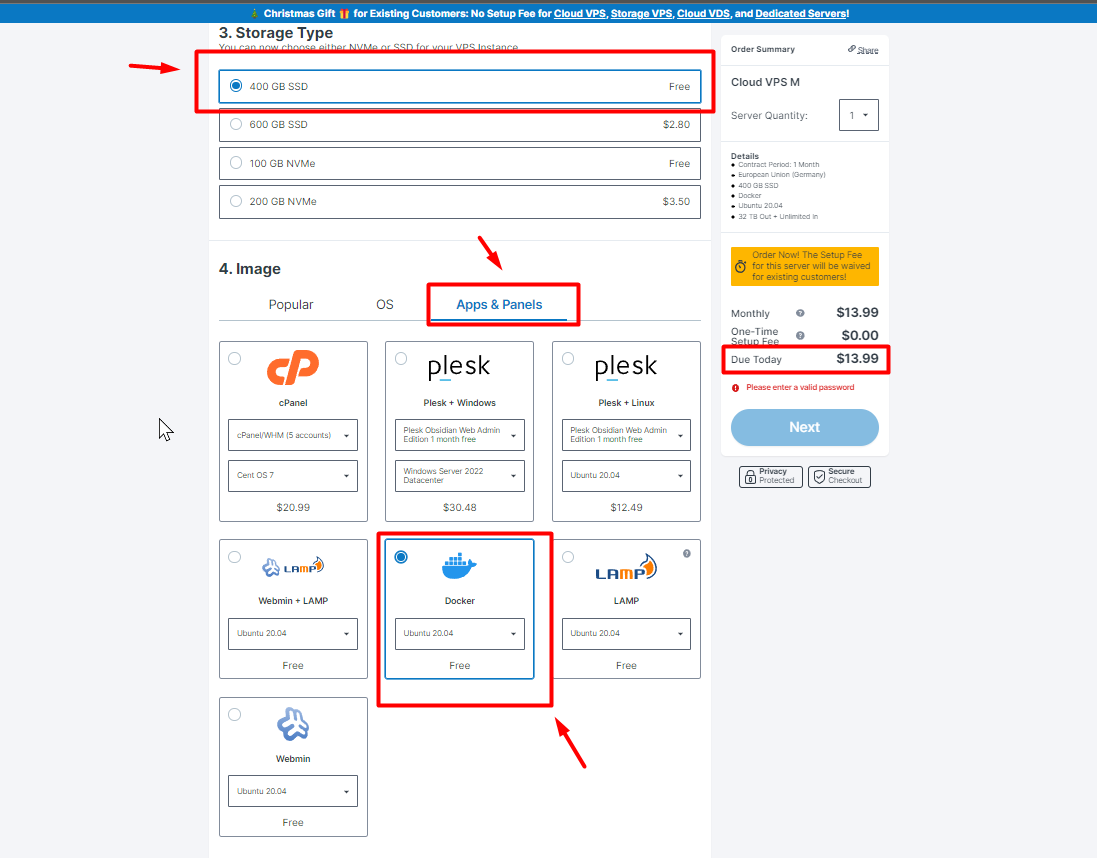 Christmas Gift for Existing Customers: No Setup Fee for Cloud VPS, Storage VPS, Cloud VDS, and Dedicated Servers!
3. Storage Type
You can now choose either NVMe or SSD for your VPS Instance
400 GB SSD Free
600 GB SSD $2.80
100 GB NVMe Free
200 GB NVMe $3.50
4. Image
Popular OS Apps & Panels
cPanel
cPanel/WHM (5 accounts)
Cent OS 7
$20.99
plesk
Plesk + Windows
Plesk Obsidian Web Admin
Edition 1 month free
Windows Server 2022
Datacenter
$30.48
plesk
Plesk + Linux
Plesk Obsidian Web Admin
Edition 1 month free
Ubuntu 20.04
$12.49
LAMP
Webmin + LAMP
Ubuntu 20.04
Free
Docker
Ubuntu 20.04
Free
LAMP
LAMP
Ubuntu 20.04
Free
Webmin
Ubuntu 20.04
Free
Order Summary Share
Cloud VPS M
Server Quantity: 1
Details
Contract Period: 1 Month
European Union (Germany)
400 GB SSD
Docker
Ubuntu 20.04
32 TB Out + Unlimited In
Order Now! The Setup Fee
for this server will be waived
for existing customers!
Monthly $13.99
One-Time
Setup Fee $0.00
Due Today $13.99
Please enter a valid password
Next
Privacy
Protected
Secure
Checkout